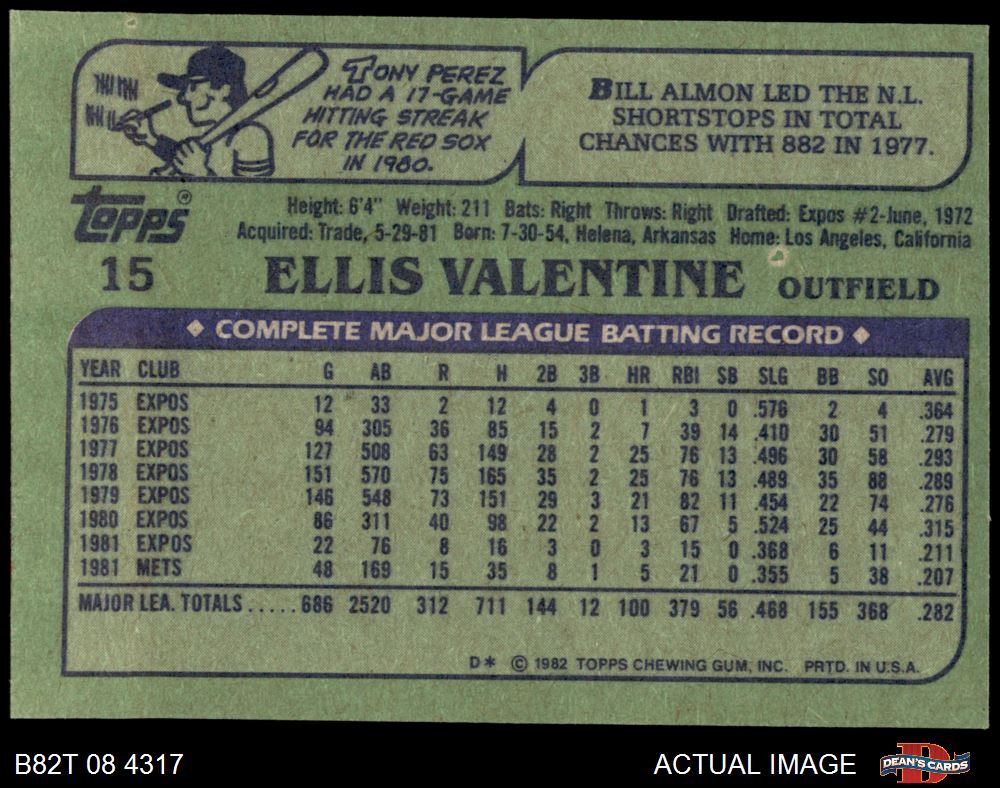 TONY PEREZ
HAD A 17-GAME
HITTING STREAK
FOR THE RED SOX
IN 1980.
BILL ALMON LED THE N.L.
SHORTSTOPS IN TOTAL
CHANCES WITH 882 IN 1977.
TOPPS®
Height: 6'4" Weight: 211 Bats: Right Throws: Right Drafted: Expos #2-June, 1972
Acquired: Trade, 5-29-81 Born: 7-30-54, Helena, Arkansas Home: Los Angeles, California
15 ELLIS VALENTINE OUTFIELD
◆ COMPLETE MAJOR LEAGUE BATTING RECORD ◆
YEAR CLUB G AB R H 2B 3B HR RBI SB SLG BB SO AVG
1975 EXPOS 12 33 2 12 4 0 1 3 0 .576 2 4 .364
1976 EXPOS 94 305 36 85 15 2 7 39 14 .410 30 51 .279
1977 EXPOS 127 508 63 149 28 2 25 76 13 .496 30 58 .293
1978 EXPOS 151 570 75 165 35 2 25 76 13 .489 35 88 .289
1979 EXPOS 146 548 73 151 29 3 21 82 11 .454 22 74 .276
1980 EXPOS 86 311 40 98 22 2 13 67 5 .524 25 44 .315
1981 EXPOS 22 76 8 16 3 0 3 15 0 .368 6 11 .211
1981 METS 48 169 15 35 8 1 5 21 0 .355 5 38 .207
MAJOR LEA. TOTALS.....686 2520 312 711 144 12 100 379 56 .468 155 368 .282
D* © 1982 TOPPS CHEWING GUM, INC. PRTD. IN U.S.A.
B82T 08 4317
ACTUAL IMAGE
D
DEAN'S CARDS